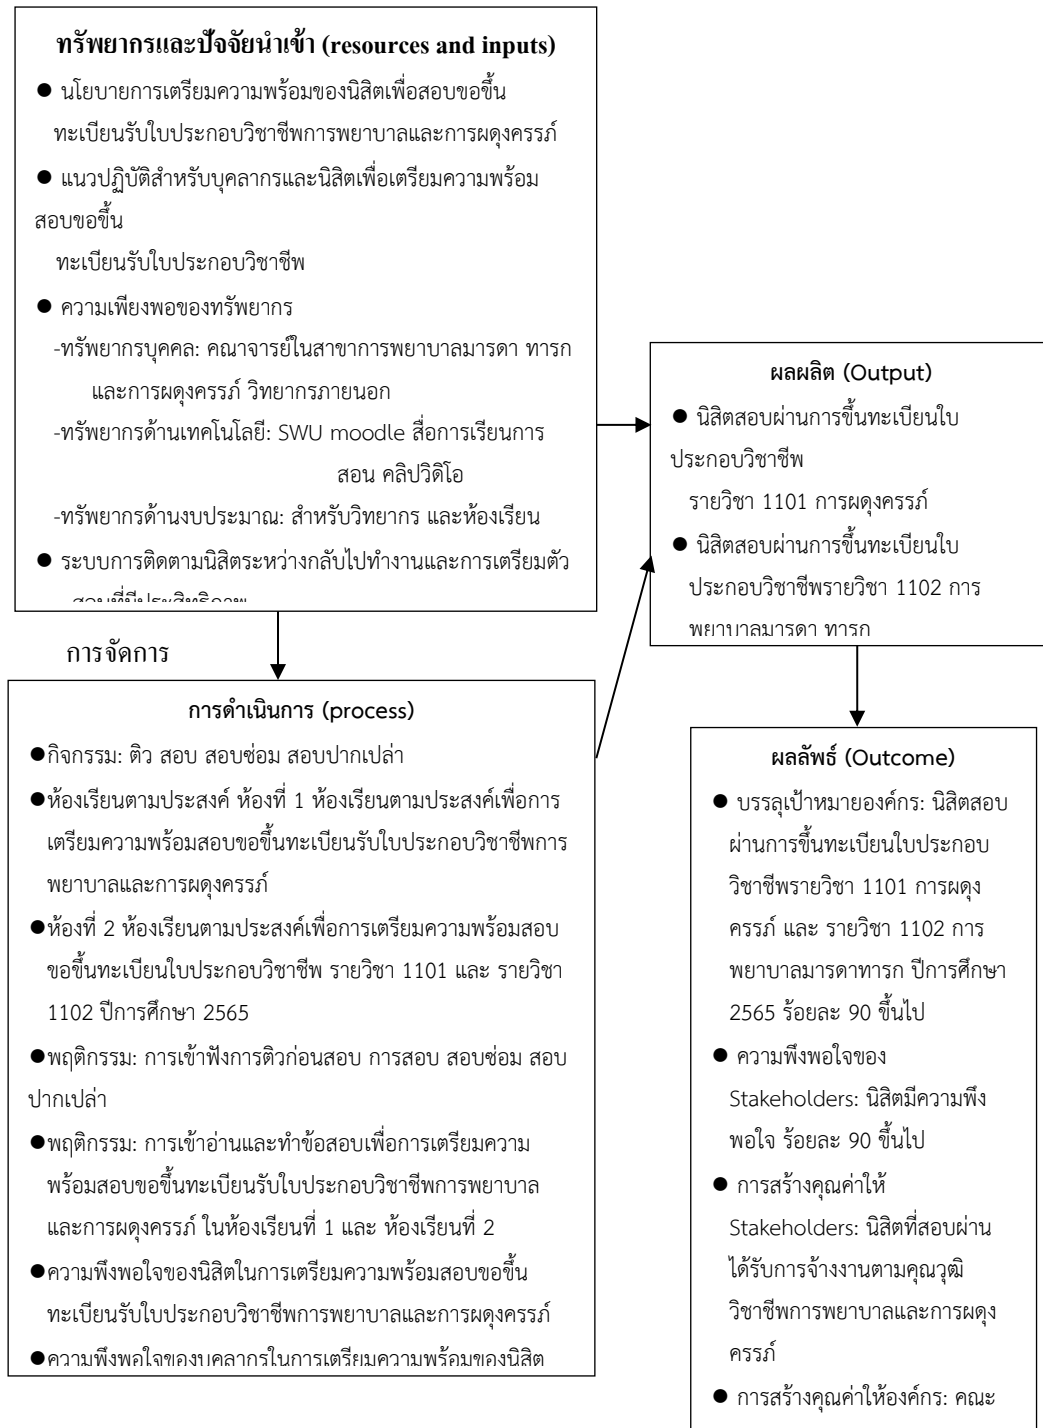 ทรัพยากรและปัจจัยนำเข้า (resources and inputs)
● นโยบายการเตรียมความพร้อมของนิสิตเพื่อสอบขอขึ้น
ทะเบียนรับใบประกอบวิชาชีพการพยาบาลและการผดุงครรภ์
● แนวปฏิบัติสำหรับบุคลากรและนิสิตเพื่อเตรียมความพร้อม
สอบขอขึ้น
ทะเบียนรับใบประกอบวิชาชีพ
● ความเพียงพอของทรัพยากร
-ทรัพยากรบุคคล: คณาจารย์ในสาขาการพยาบาลมารดา ทารก
และการผดุงครรภ์ วิทยากรภายนอก
-ทรัพยากรด้านเทคโนโลยี: SWU moodle สื่อการเรียนการ
สอน คลิปวิดิโอ
-ทรัพยากรด้านงบประมาณ: สำหรับวิทยากร และห้องเรียน
● ระบบการติดตามนิสิตระหว่างกลับไปทำงานและการเตรียมตัว
สอบที่มีประสิทธิภาพ
การจัดการ
การดำเนินการ (process)
●กิจกรรม: ติว สอบ สอบซ่อม สอบปากเปล่า
●ห้องเรียนตามประสงค์ ห้องที่ 1 ห้องเรียนตามประสงค์เพื่อการ
เตรียมความพร้อมสอบขอขึ้นทะเบียนรับใบประกอบวิชาชีพการ
พยาบาลและการผดุงครรภ์
●ห้องที่ 2 ห้องเรียนตามประสงค์เพื่อการเตรียมความพร้อมสอบ
ขอขึ้นทะเบียนใบประกอบวิชาชีพ รายวิชา 1101 และ รายวิชา
1102 ปีการศึกษา 2565
●พฤติกรรม: การเข้าฟังการติวก่อนสอบ การสอบ สอบซ่อม สอบ
ปากเปล่า
●พฤติกรรม: การเข้าอ่านและทำข้อสอบเพื่อการเตรียมความ
พร้อมสอบขอขึ้นทะเบียนรับใบประกอบวิชาชีพการพยาบาล
และการผดุงครรภ์ ในห้องเรียนที่ 1 และ ห้องเรียนที่ 2
●ความพึงพอใจของนิสิตในการเตรียมความพร้อมสอบขอขึ้น
ทะเบียนรับใบประกอบวิชาชีพการพยาบาลและการผดุงครรภ์
●ความพึงพอใจของบุคลากรในการเตรียมความพร้อมของนิสิต
ผลผลิต (Output)
● นิสิตสอบผ่านการขึ้นทะเบียนใบ
ประกอบวิชาชีพ
รายวิชา 1101 การผดุงครรภ์
● นิสิตสอบผ่านการขึ้นทะเบียนใบ
ประกอบวิชาชีพรายวิชา 1102 การ
พยาบาลมารดา ทารก
ผลลัพธ์ (Outcome)
● บรรลุเป้าหมายองค์กร: นิสิตสอบ
ผ่านการขึ้นทะเบียนใบประกอบ
วิชาชีพรายวิชา 1101 การผดุง
ครรภ์ และ รายวิชา 1102 การ
พยาบาลมารดาทารก ปีการศึกษา
2565 ร้อยละ 90 ขึ้นไป
● ความพึงพอใจของ
Stakeholders: นิสิตมีความพึง
พอใจ ร้อยละ 90 ขึ้นไป
● การสร้างคุณค่าให้
Stakeholders: นิสิตที่สอบผ่าน
ได้รับการจ้างงานตามคุณวุฒิ
วิชาชีพการพยาบาลและการผดุง
ครรภ์
● การสร้างคุณค่าให้องค์กร: คณะ